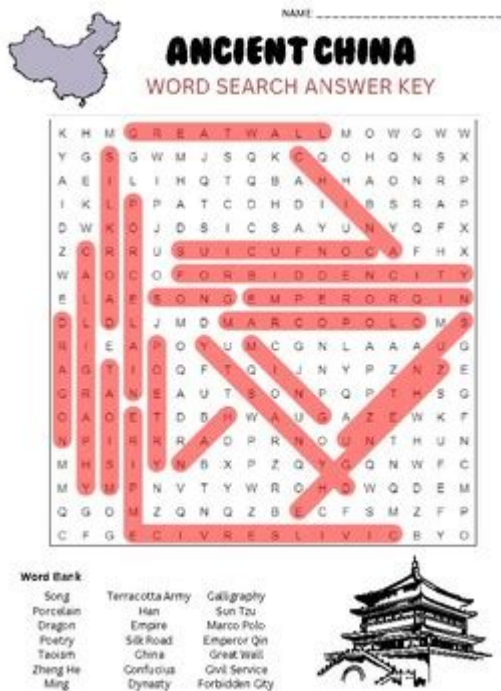 NAME
ANCIENT CHINA
WORD SEARCH ANSWER KEY
K H M G R E A T W A L L M O W G W W
Y G S G W M J S Q K C Q O H Q N S X
A E I L I H Q T Q B A H H A O N R P
I K L P P A T C D H D I I B S R A P
D W K O J D S I C S A Y U N Y Q F X
Z C R R U S U I C U F N O C A F H X
W A O C O F O R B I D D E N C I T Y
E L A E S O N G E M P E R O R Q I N
D L D L J M D M A R C O P O L O M S
R I E A P O Y U M C G N L A A A U G
A G T I O Q F T Q I J N Y P Z N Z E
G R A N E A U T S O N P Q P T H S G
O A O E T D B H W A U G A Z E W K F
N P I R R R A D P R N O U N T H U N
M H S I Y N B X P Z Q Y G Q N W F C
M Y M P N V T Y W R O H D W Q D E M
Q G O M Z Q N Q Z B E C F S M Z F P
C F G E C I V R E S L I V I C B Y O
Word Bank
Song Terracotta Army Calligraphy
Porcelain Han Sun Tzu
Dragon Empire Marco Polo
Poetry Silk Road Emperor Qin
Taoism China Great Wall
Zheng He Confucius Civil Service
Ming Dynasty Forbidden City